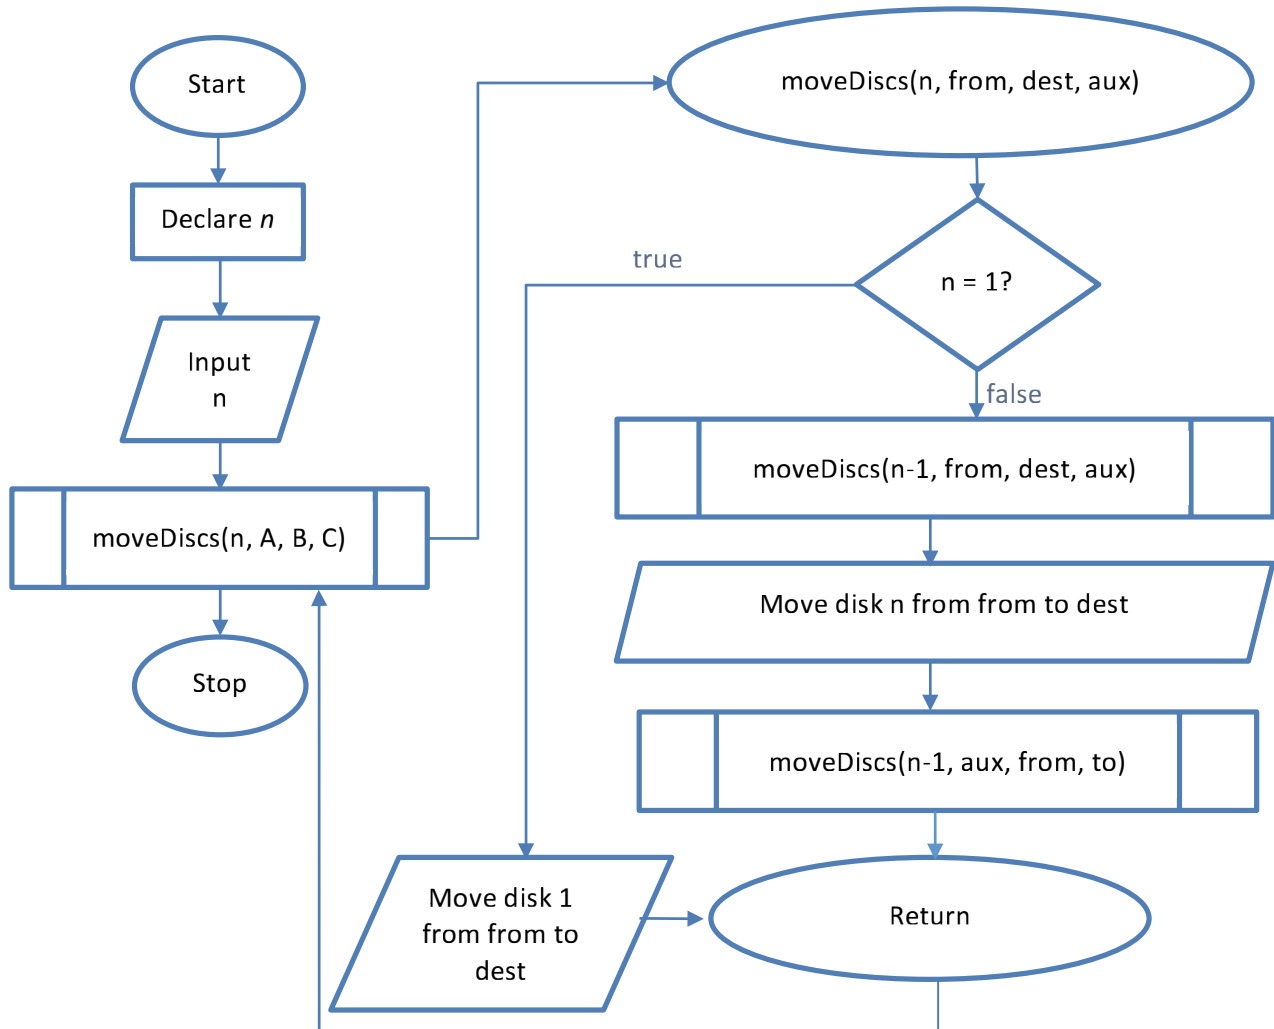 Start
Declare n
Input
n
moveDiscs(n, A, B, C)
Stop
moveDiscs(n, from, dest, aux)
n = 1?
true
false
moveDiscs(n-1, from, dest, aux)
Move disk n from from to dest
moveDiscs(n-1, aux, from, to)
Move disk 1
from from to
dest
Return